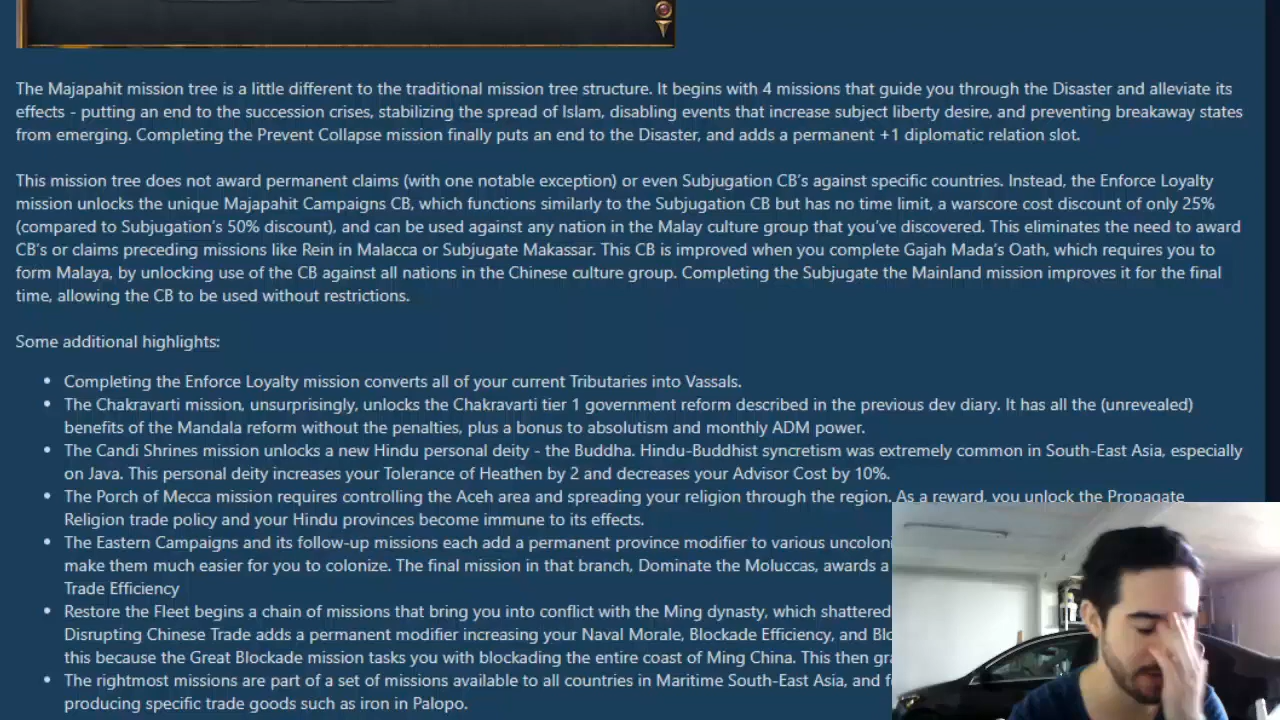 The Majapahit mission tree is a little different to the traditional mission tree structure. It begins with 4 missions that guide you through the Disaster and alleviate its
effects - putting an end to the succession crises, stabilizing the spread of Islam, disabling events that increase subject liberty desire, and preventing breakaway states
from emerging. Completing the Prevent Collapse mission finally puts an end to the Disaster, and adds a permanent +1 diplomatic relation slot.
This mission tree does not award permanent claims (with one notable exception) or even Subjugation CB's against specific countries. Instead, the Enforce Loyalty
mission unlocks the unique Majapahit Campaigns CB, which functions similarly to the Subjugation CB but has no time limit, a warscore cost discount of only 25%
(compared to Subjugation's 50% discount), and can be used against any nation in the Malay culture group that you've discovered. This eliminates the need to award
CB's or claims preceding missions like Rein in Malacca or Subjugate Makassar. This CB is improved when you complete Gajah Mada's Oath, which requires you to
form Malaya, by unlocking use of the CB against all nations in the Chinese culture group. Completing the Subjugate the Mainland mission improves it for the final
time, allowing the CB to be used without restrictions.
Some additional highlights:
• Completing the Enforce Loyalty mission converts all of your current Tributaries into Vassals.
• The Chakravarti mission, unsurprisingly, unlocks the Chakravarti tier 1 government reform described in the previous dev diary. It has all the (unrevealed)
benefits of the Mandala reform without the penalties, plus a bonus to absolutism and monthly ADM power.
• The Candi Shrines mission unlocks a new Hindu personal deity - the Buddha. Hindu-Buddhist syncretism was extremely common in South-East Asia, especially
on Java. This personal deity increases your Tolerance of Heathen by 2 and decreases your Advisor Cost by 10%.
• The Porch of Mecca mission requires controlling the Aceh area and spreading your religion through the region. As a reward, you unlock the Propagate
Religion trade policy and your Hindu provinces become immune to its effects.
• The Eastern Campaigns and its follow-up missions each add a permanent province modifier to various
make them much easier for you to colonize. The final mission in that branch, Dominate the Moluccas, awards a
Trade Efficiency
• Restore the Fleet begins a chain of missions that bring you into conflict with the Ming dynasty, which shattered
Disrupting Chinese Trade adds a permanent modifier increasing your Naval Morale, Blockade Efficiency, and
this because the Great Blockade mission tasks you with blockading the entire coast of Ming China. This then
• The rightmost missions are part of a set of missions available to all countries in Maritime South-East Asia, and
producing specific trade goods such as iron in Palopo.